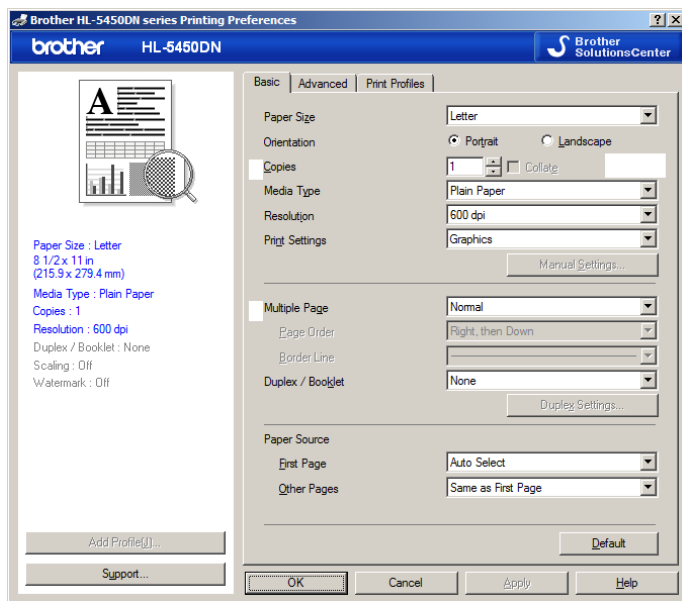 Brother HL-5450DN series Printing Preferences
brother HL-5450DN Brother SolutionsCenter
Basic Advanced Print Profiles
A
Paper Size Letter
Orientation Portrait Landscape
Copies 1 Collate
Media Type Plain Paper
Resolution 600 dpi
Print Settings Graphics
Manual Settings...
Multiple Page Normal
Page Order Right, then Down
Border Line
Duplex / Booklet None
Duplex Settings...
Paper Source
First Page Auto Select
Other Pages Same as First Page
Default
Paper Size : Letter
8 1/2 x 11 in
(215.9 x 279.4 mm)
Media Type : Plain Paper
Copies : 1
Resolution : 600 dpi
Duplex / Booklet : None
Scaling : Off
Watermark : Off
Add Profile(J)...
Support...
OK Cancel Apply Help